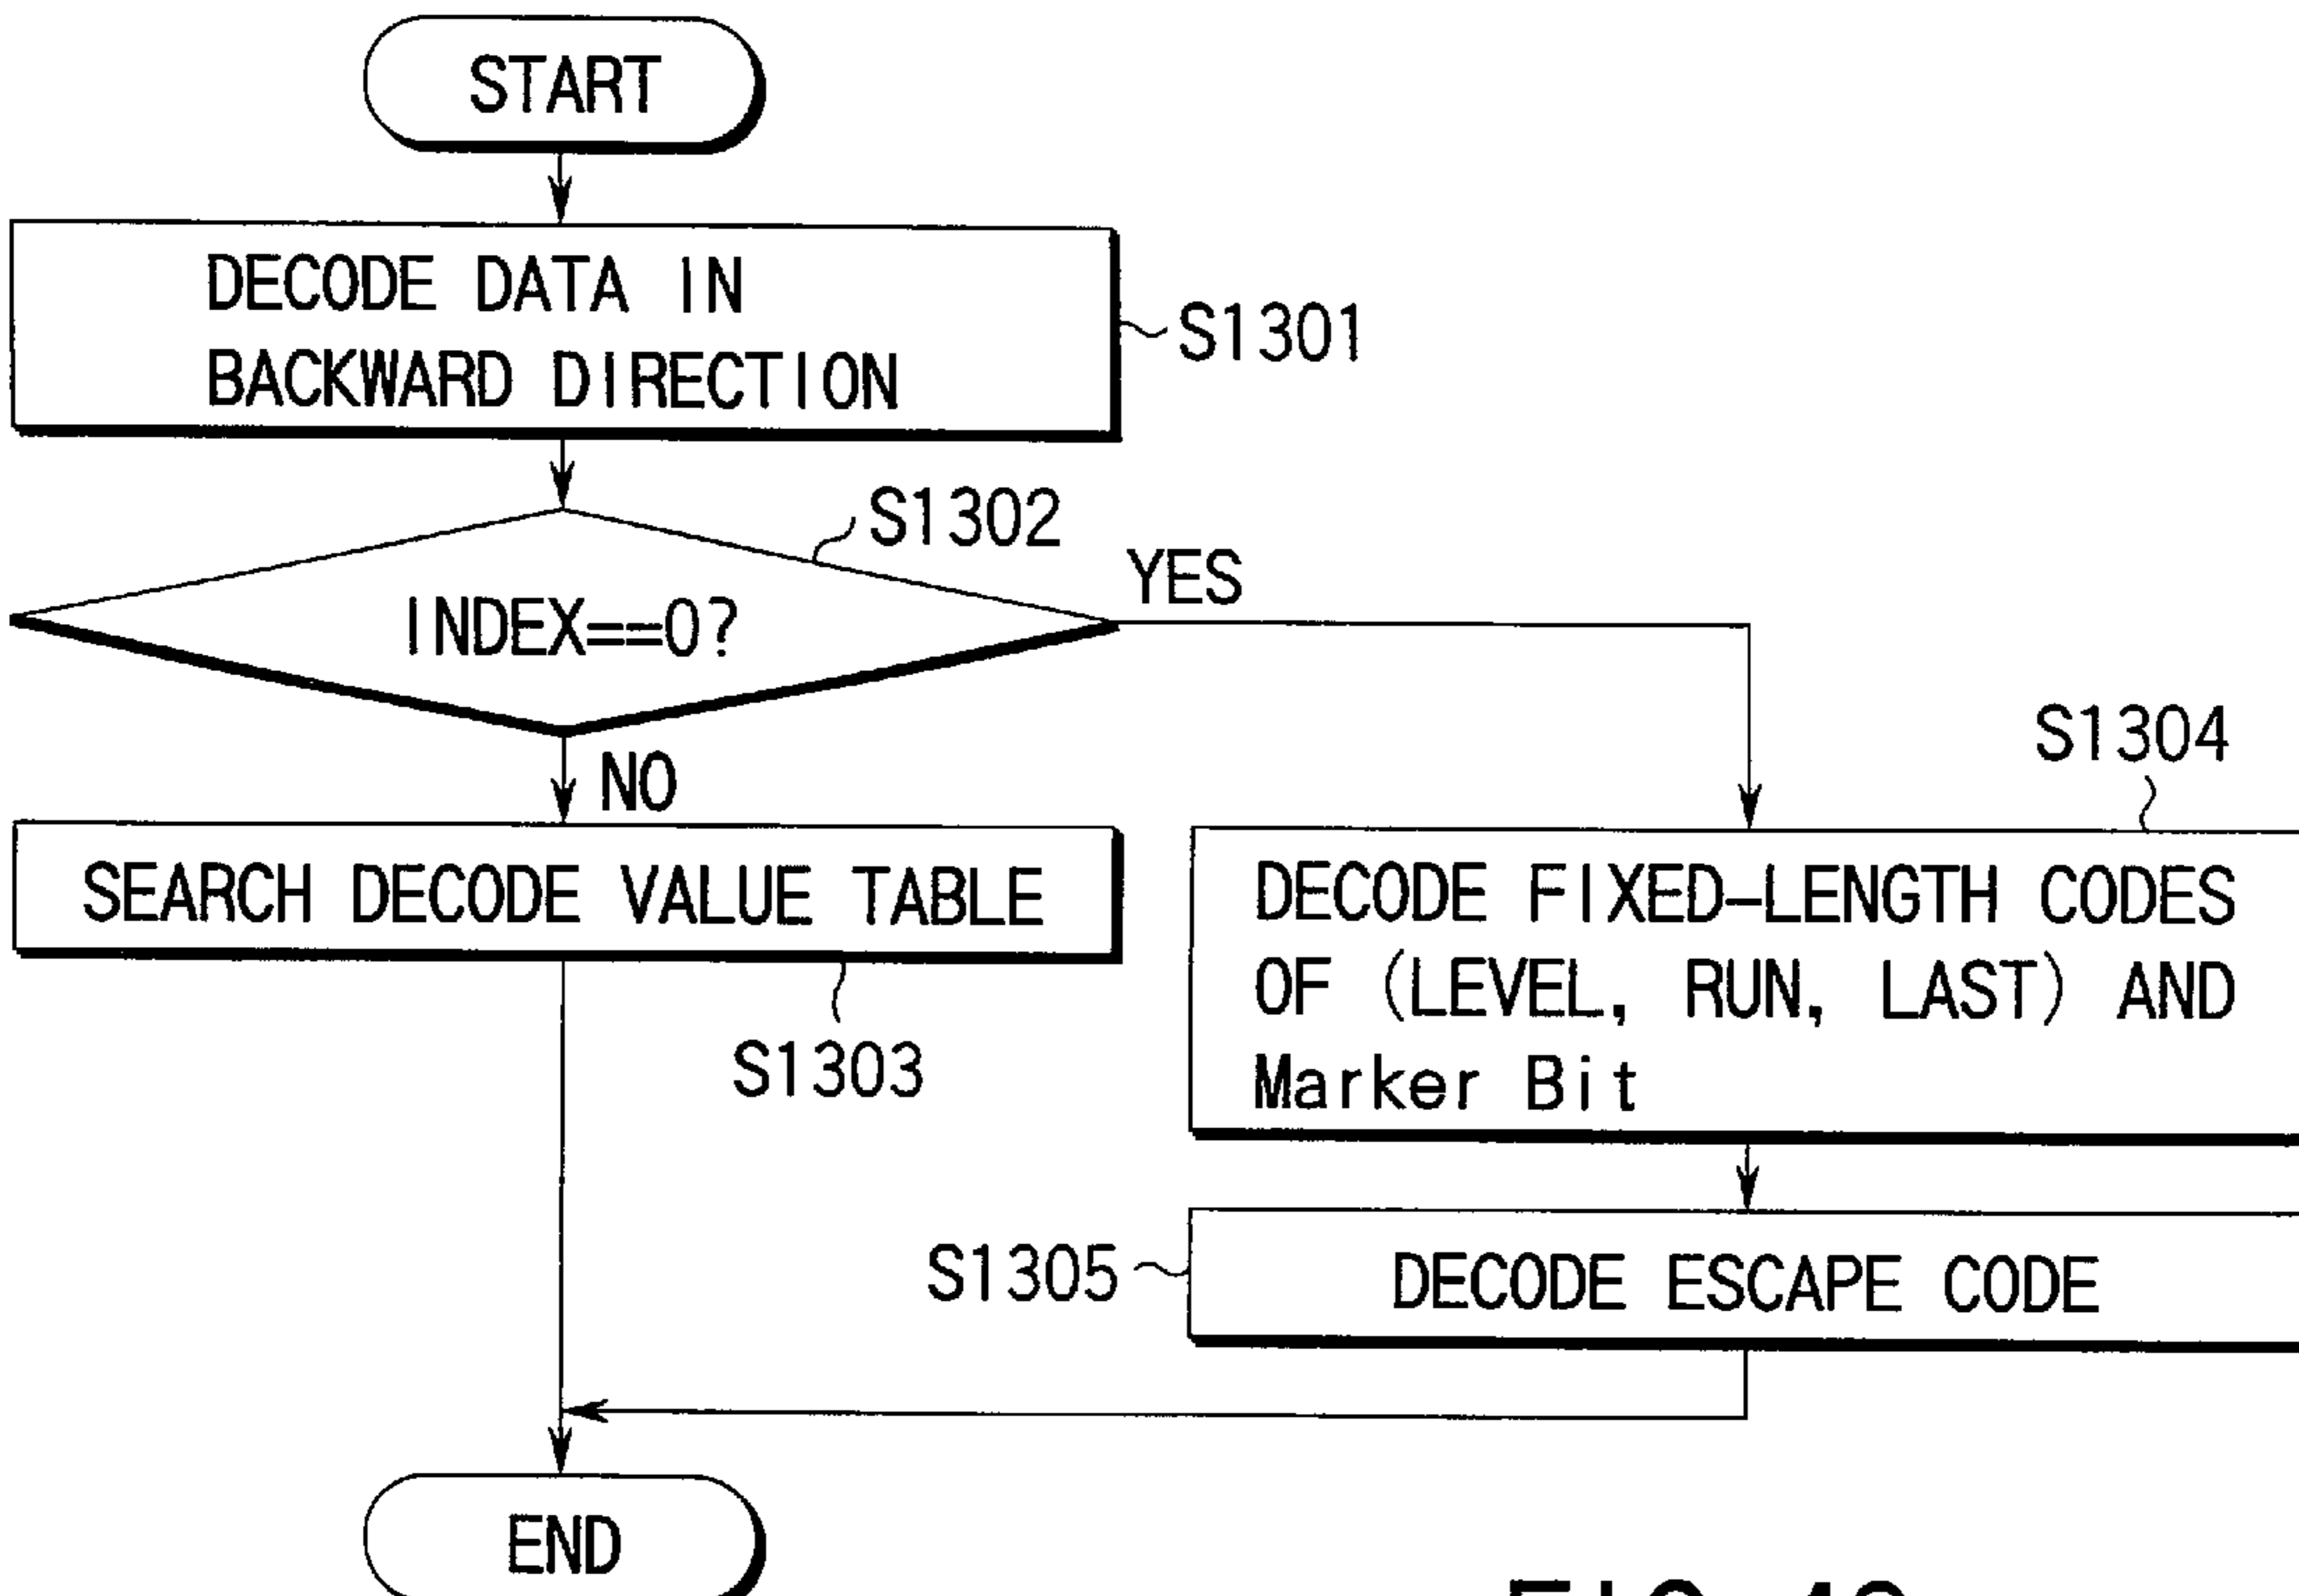 START
DECODE DATA IN
BACKWARD DIRECTION
S1301
S1302
YES
INDEX==0?
NO
S1304
SEARCH DECODE VALUE TABLE
S1303
DECODE FIXED-LENGTH CODES
OF (LEVEL, RUN, LAST) AND
Marker Bit
S1305
DECODE ESCAPE CODE
END